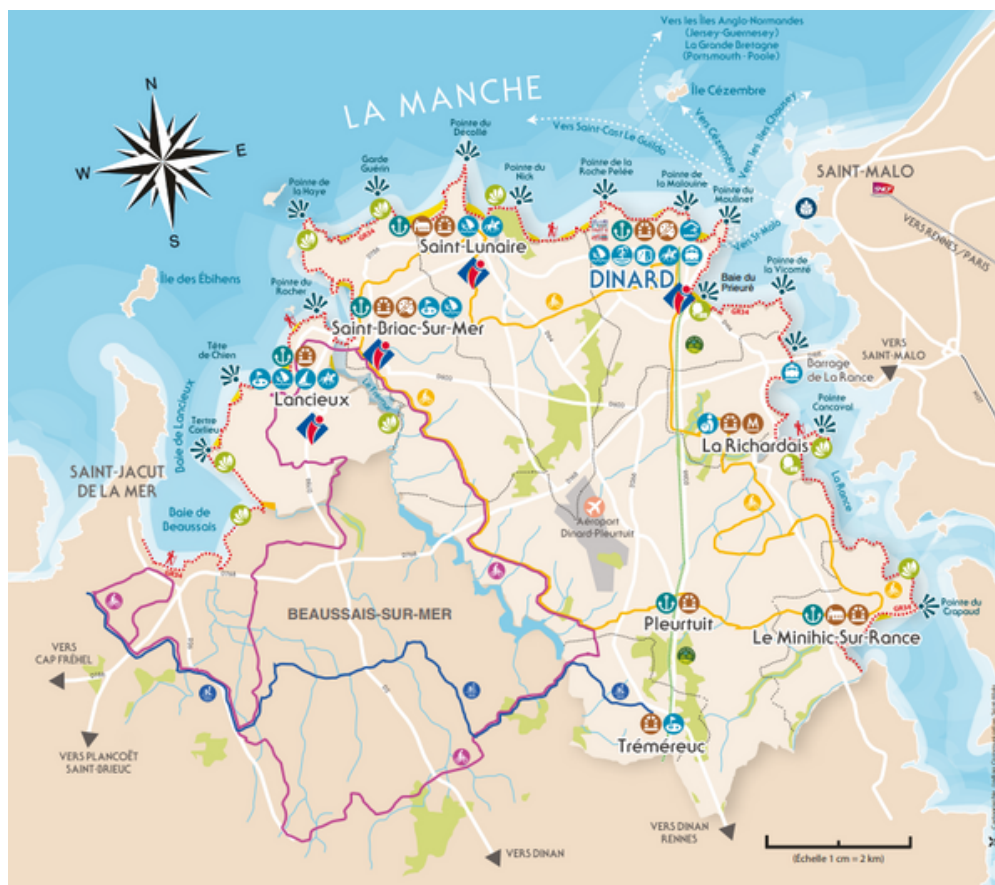 Vers les Îles Anglo-Normandes
(Jersey-Guernesey)
La Grande Bretagne
(Portsmouth - Poole)
Île Cézembre
LA MANCHE
N
W
E
S
Vers Saint-Cast Le Guildo
Vers Cézembre
Vers les îles Chausey
Vers St-Malo
SAINT-MALO
SNCF
VERS RENNES/PARIS
Pointe du
Décollé
Garde
Guérin
Pointe de
la Haye
Pointe du
Nick
Pointe de la
Roche Pelée
Pointe de
la Malouine
Pointe du
Moulinet
GR34
Saint-Lunaire
DINARD
Baie du
Prieuré
Pointe de
la Vicomté
GR34
Île des Ébihens
Pointe du
Rocher
Saint-Briac-Sur-Mer
Tête
de Chien
Lancieux
Tertre
Corlieu
Baie de Lancieux
VERS
SAINT-MALO
Barrage
de La Rance
Pointe
Cancaval
La Richardais
La Rance
SAINT-JACUT
DE LA MER
Baie de
Beaussais
GR34
Aéroport
Dinard-Pleurtuit
BEAUSSAIS-SUR-MER
Pleurtuit
Le Minihic-Sur-Rance
GR34
Pointe du
Crapaud
VERS
CAP FRÉHEL
VERS PLANCOËT
SAINT-BRIEUC
Tréméreuc
VERS DINAN
VERS DINAN
RENNES
(Échelle 1 cm = 2 km)